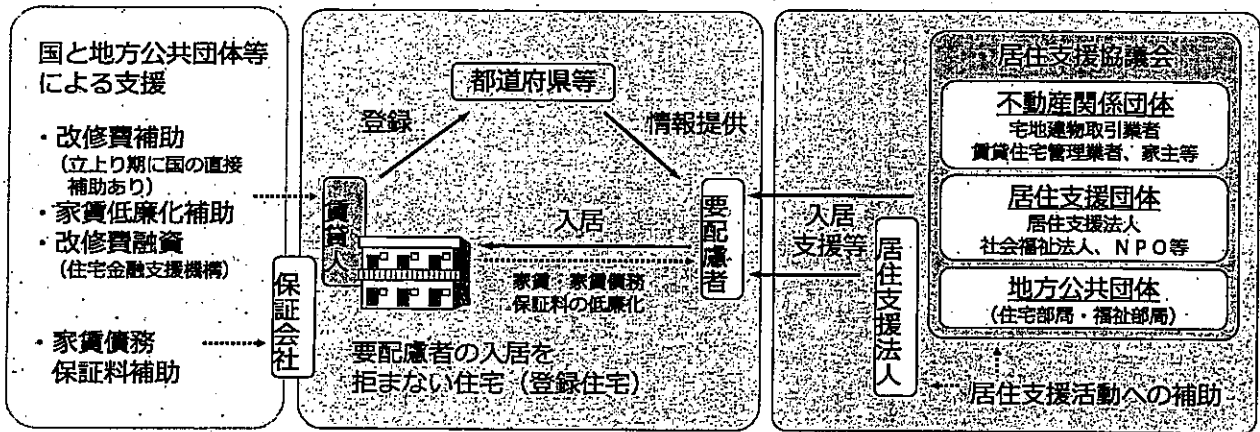 国と地方公共団体等
による支援
・改修費補助
(立上り期に国の直接
補助あり)
・家賃低廉化補助
・改修費融資
(住宅金融支援機構)
・家賃債務
保証料補助
保証会社
都道府県等
登録
情報提供
賃貸人
入居
家賃・家賃債務
保証料の低廉化
要配慮者
要配慮者の入居を
拒まない住宅(登録住宅)
入居
支援等
居住支援法人
居住支援協議会
不動産関係団体
宅地建物取引業者
賃貸住宅管理業者、家主等
居住支援団体
居住支援法人
社会福祉法人、NPO等
地方公共団体
(住宅部局・福祉部局)
居住支援活動への補助